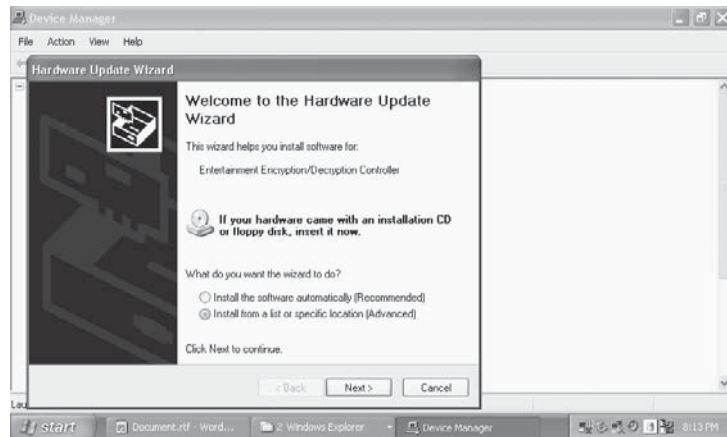 Device Manager
File Action View Help
Hardware Update Wizard
Welcome to the Hardware Update
Wizard
This wizard helps you install software for:
Entertainment Encryption/Decryption Controller
If your hardware came with an installation CD
or floppy disk, insert it now.
What do you want the wizard to do?
Install the software automatically (Recommended)
Install from a list or specific location (Advanced)
Click Next to continue.
< Back Next > Cancel
Lau
start Document.rtf - Word... 2 Windows Explorer Device Manager 8:13 PM